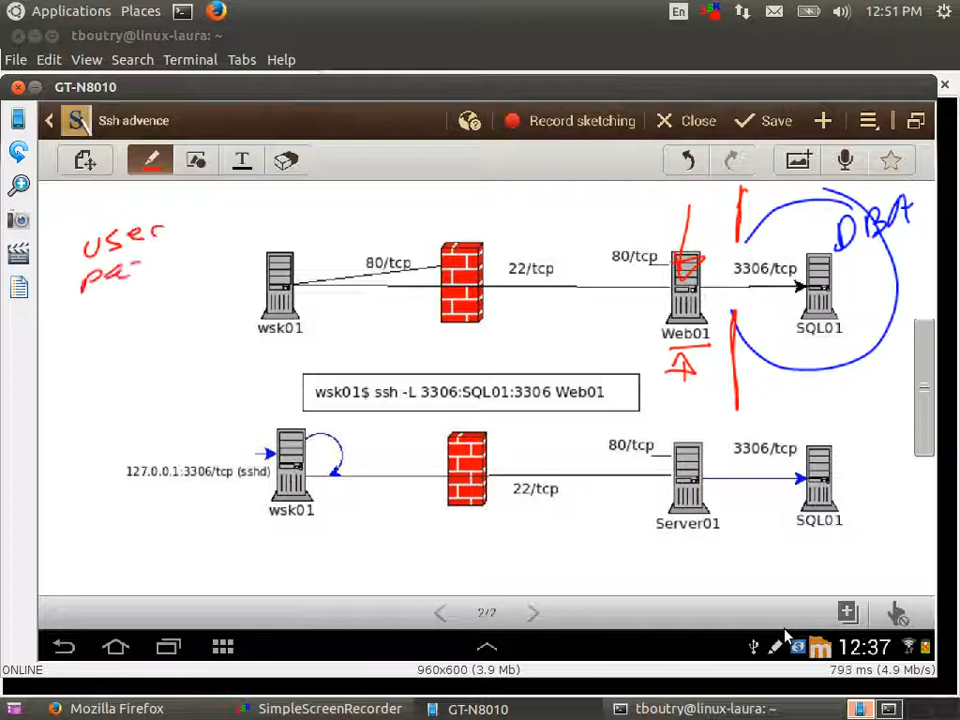 Applications Places En 12:51 PM
tboutry@linux-laura: ~
File Edit View Search Terminal Tabs Help
GT-N8010
S Ssh advence Record sketching Close Save
T
user
DBA
80/tcp 22/tcp 80/tcp 3306/tcp
wsk01 Web01 SQL01
wsk01$ ssh -L 3306:SQL01:3306 Web01
80/tcp 3306/tcp
127.0.0.1:3306/tcp (sshd) 22/tcp
wsk01 Server01 SQL01
2/2
12:37
ONLINE 960x600 (3.9 Mb) 793 ms (4.9 Mb/s)
Mozilla Firefox SimpleScreenRecorder GT-N8010 tboutry@linux-laura: ~